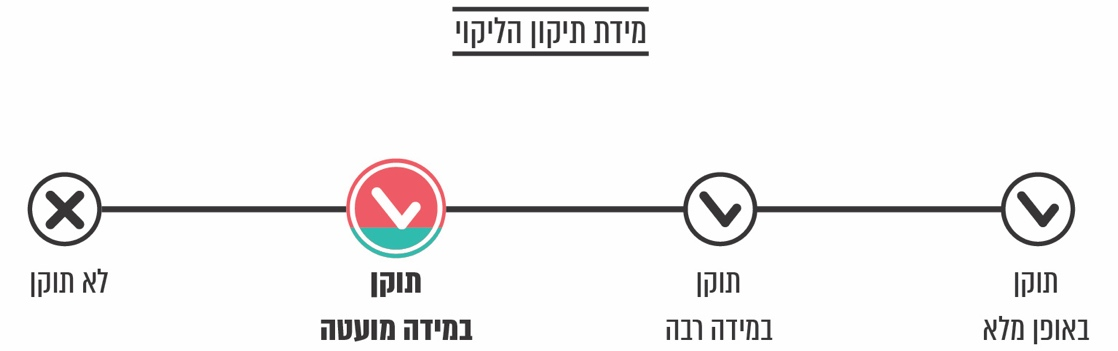 מידת תיקון הליקוי
תוקן
באופן מלא
תוקן
במידה רבה
תוקן
במידה מועטה
לא תוקן